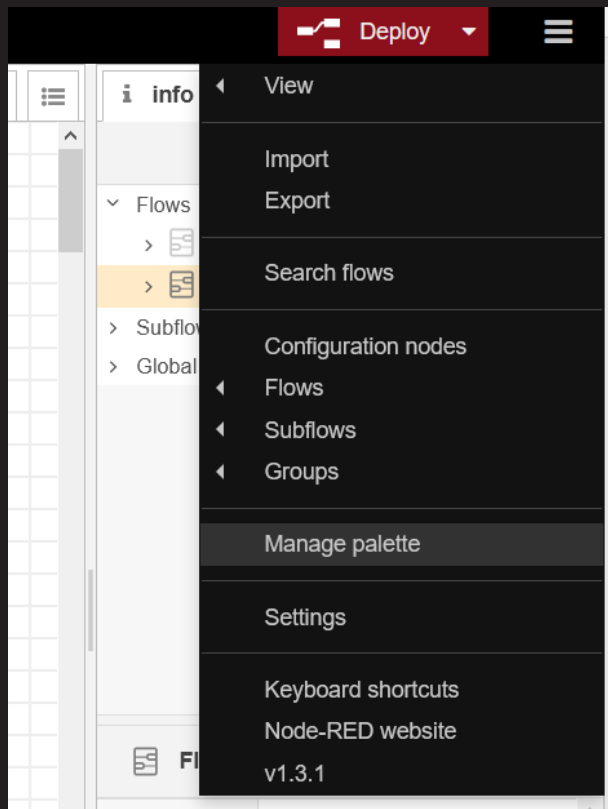 Deploy
info
View
Import
Export
Flows
Search flows
Subflow
Global
Configuration nodes
Flows
Subflows
Groups
Manage palette
Settings
Keyboard shortcuts
Node-RED website
Fl
v1.3.1